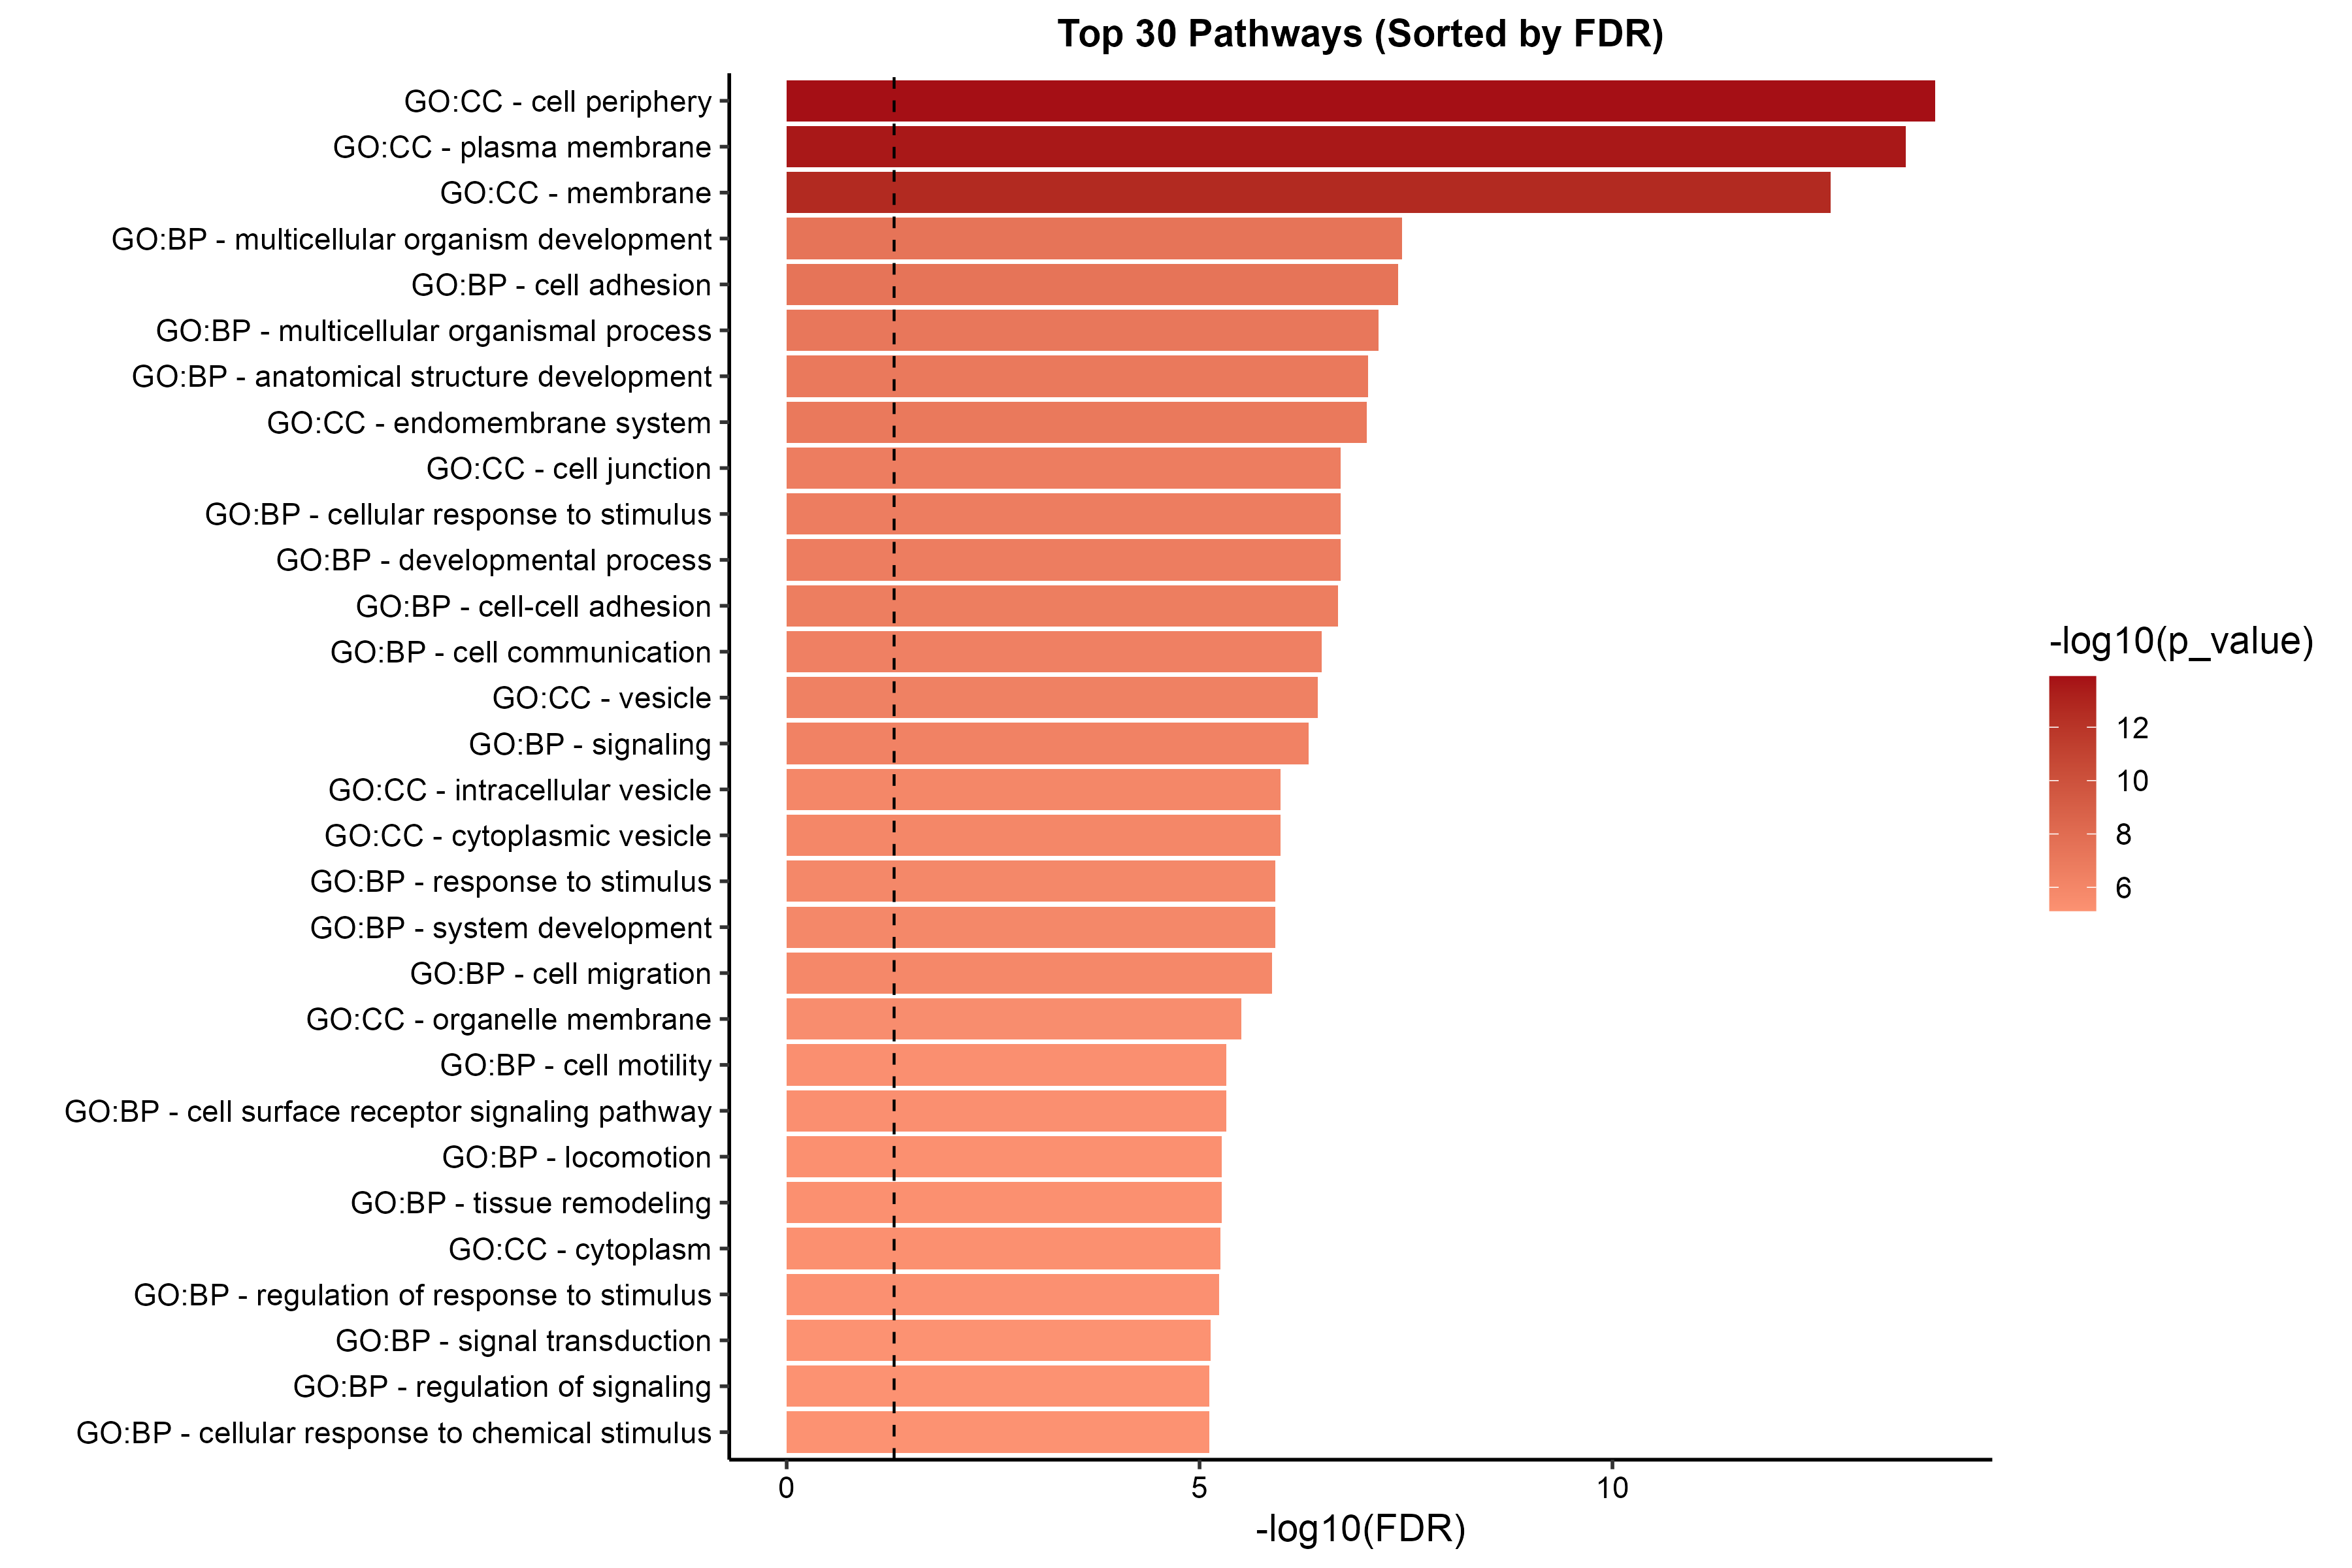 Top 30 Pathways (Sorted by FDR)
GO:CC - cell periphery
GO:CC - plasma membrane
GO:CC - membrane
GO:BP - multicellular organism development
GO:BP - cell adhesion
GO:BP - multicellular organismal process
GO:BP - anatomical structure development
GO:CC - endomembrane system
GO:CC - cell junction
GO:BP - cellular response to stimulus
GO:BP - developmental process
GO:BP - cell-cell adhesion
GO:BP - cell communication
GO:CC - vesicle
GO:BP - signaling
GO:CC - intracellular vesicle
GO:CC - cytoplasmic vesicle
GO:BP - response to stimulus
GO:BP - system development
GO:BP - cell migration
GO:CC - organelle membrane
GO:BP - cell motility
GO:BP - cell surface receptor signaling pathway
GO:BP - locomotion
GO:BP - tissue remodeling
GO:CC - cytoplasm
GO:BP - regulation of response to stimulus
GO:BP - signal transduction
GO:BP - regulation of signaling
GO:BP - cellular response to chemical stimulus
0 5 10
-log10(FDR)
-log10(p_value)
12
10
8
6